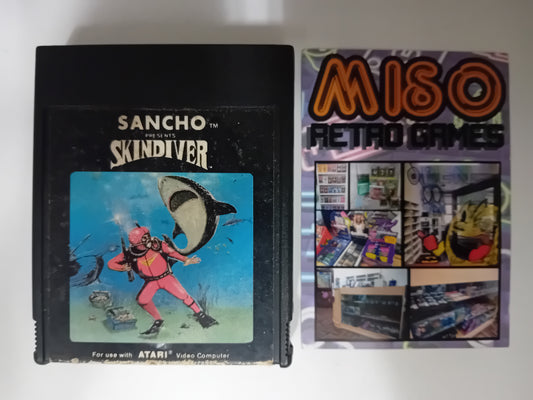 SANCHO™
PRESENTS
SKINDIVER
For use with ATARI® Video Computer
MISO
RETRO GAMES